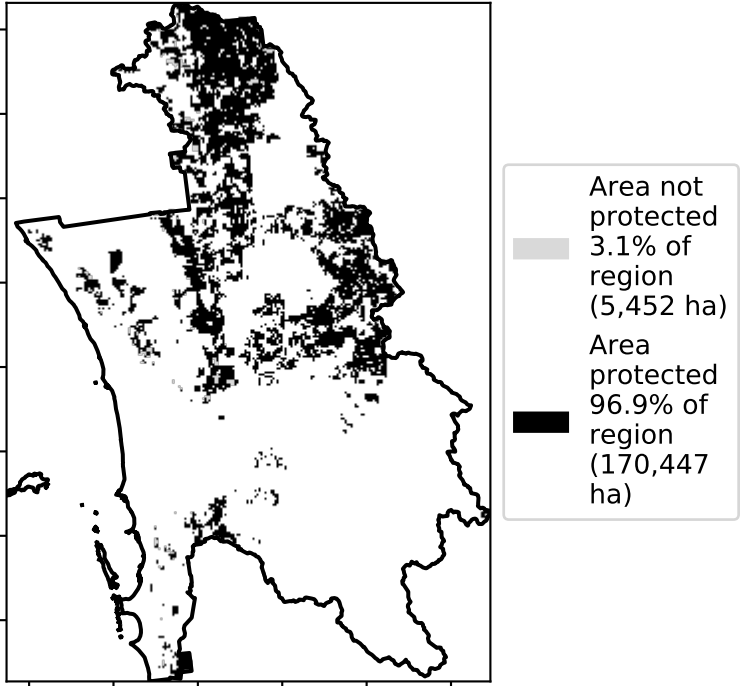 Area not
protected
3.1% of
region
(5,452 ha)
Area
protected
96.9% of
region
(170,447
ha)